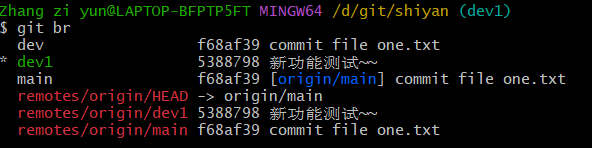 Zhang zi yun@LAPTOP-BFPTP5FT MINGW64 /d/git/shiyan (dev1)
$ git br
  dev                 f68af39 commit file one.txt
* dev1                5388798 新功能测试~~
  main                f68af39 [origin/main] commit file one.txt
  remotes/origin/HEAD -> origin/main
  remotes/origin/dev1 5388798 新功能测试~~
  remotes/origin/main f68af39 commit file one.txt